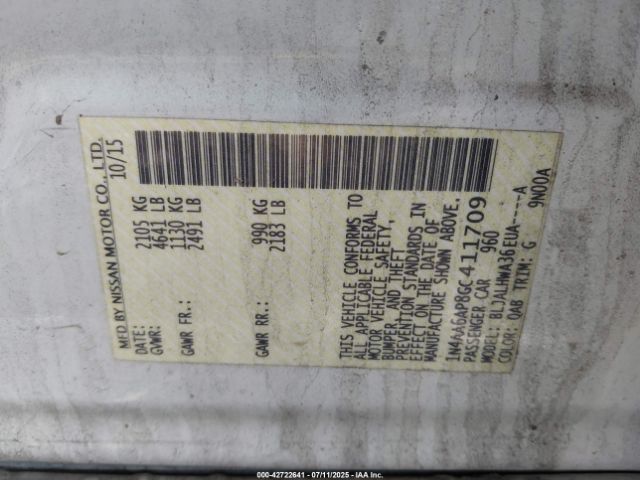 MFD BY NISSAN MOTOR CO., LTD.
10/15
DATE: 2105 KG
GVWR: 4641 LB
GAWR FR.: 1130 KG
2491 LB
GAWR RR.: 990 KG
2183 LB
THIS VEHICLE CONFORMS TO
ALL APPLICABLE FEDERAL
MOTOR VEHICLE SAFETY,
BUMPER, AND THEFT
PREVENTION STANDARDS IN
EFFECT ON THE DATE OF
MANUFACTURE SHOWN ABOVE.
1N4AA6AP8GC411709
PASSENGER CAR 960
MODEL: BLJALHWA36EUA----A
COLOR: QAB TRIM: G 9N00A
000-42722641 - 07/11/2025 - IAA Inc.